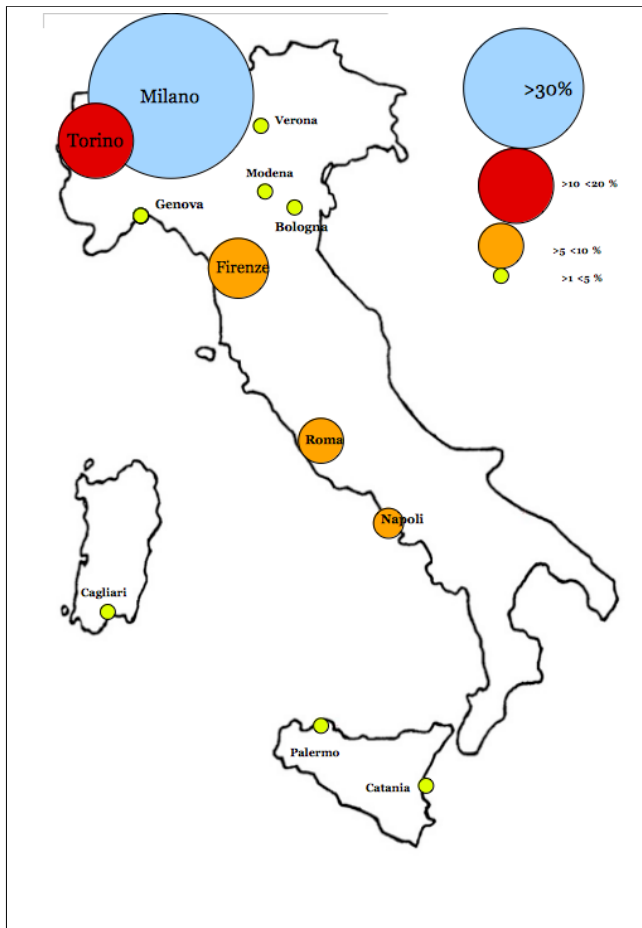 Milano
>30%
Verona
Torino
Modena
>10 <20 %
Genova
Bologna
>5 <10 %
Firenze
>1 <5 %
Roma
Napoli
Cagliari
Palermo
Catania